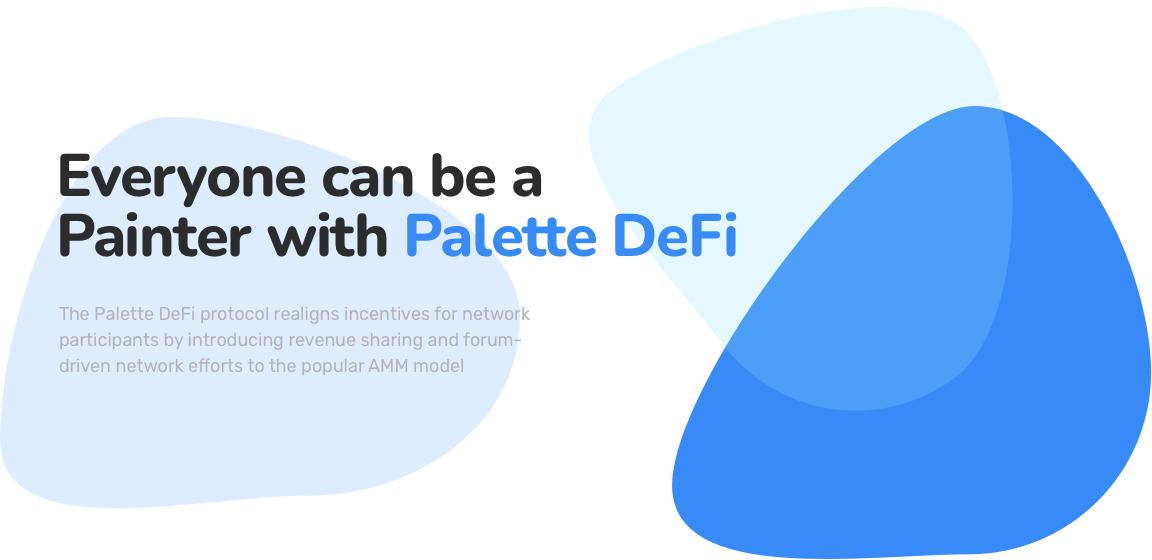 Everyone can be a
Painter with Palette DeFi
The Palette DeFi protocol realigns incentives for network
participants by introducing revenue sharing and forum-
driven network efforts to the popular AMM model